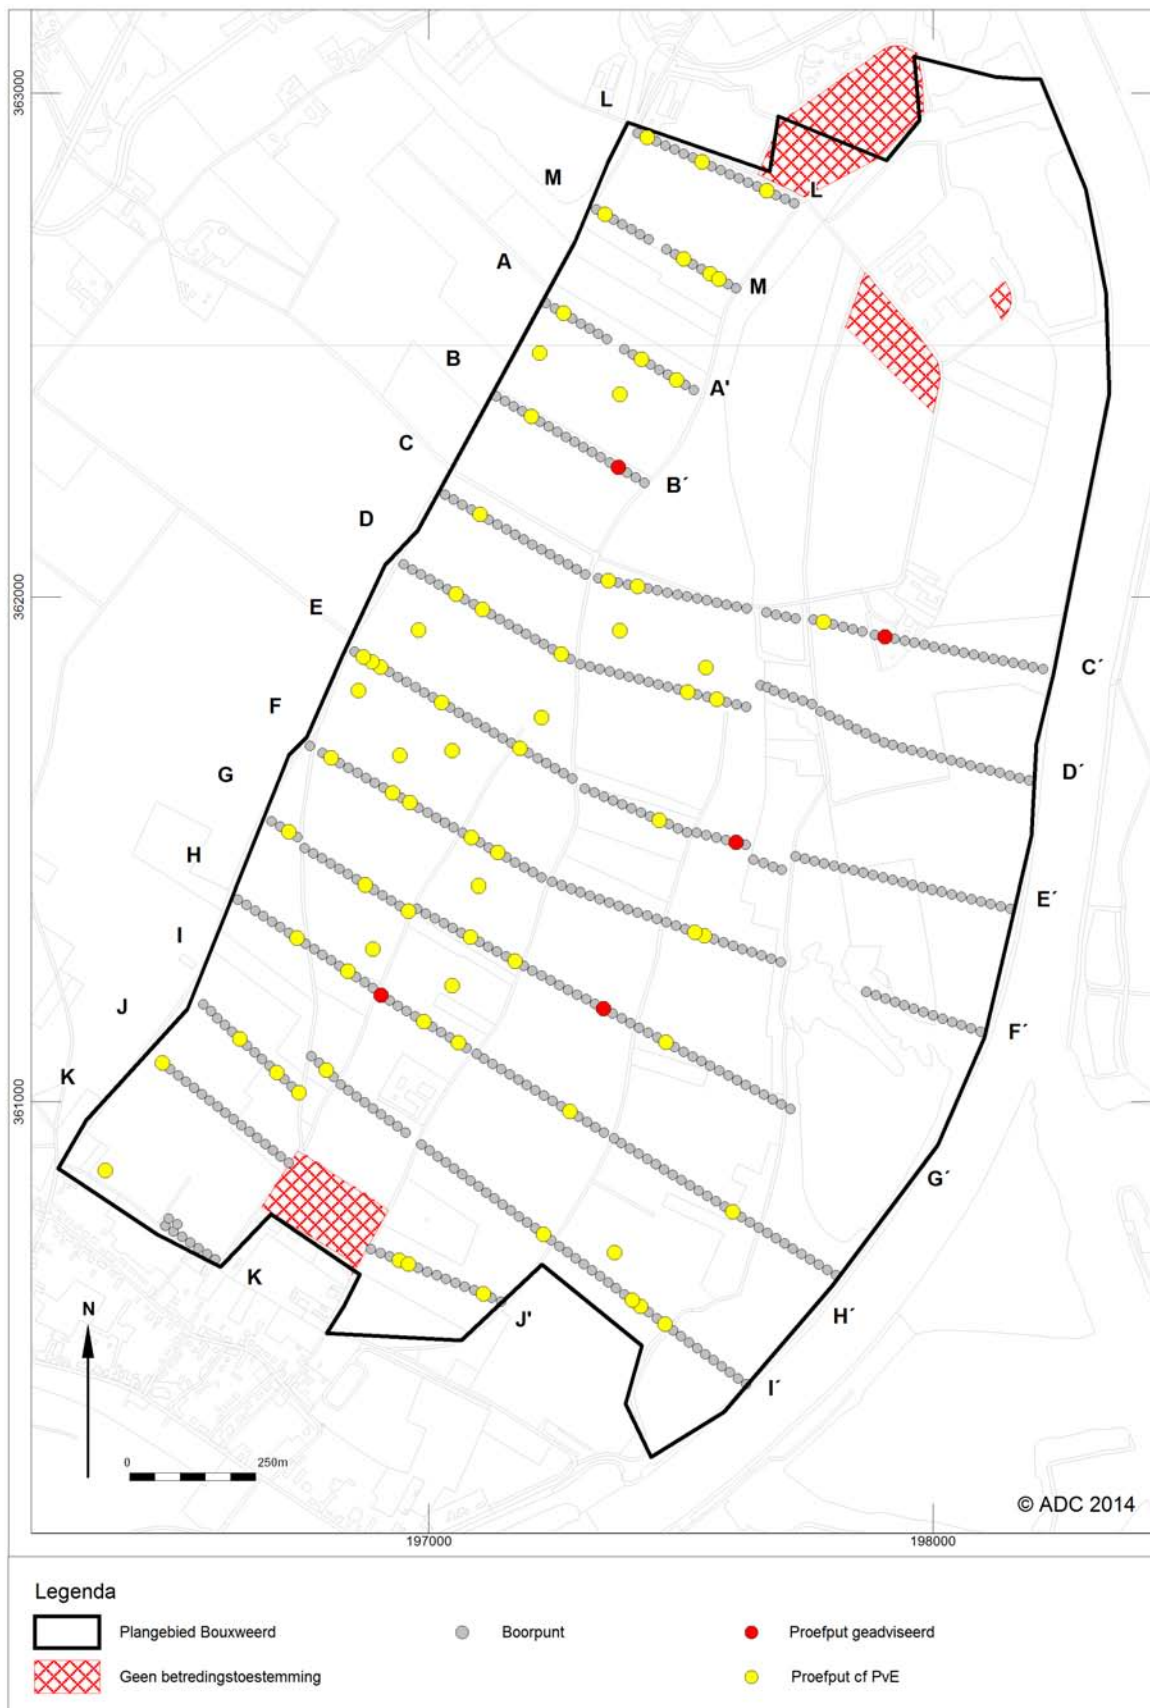 363000
L
M
L
A
M
B
A'
C
B´
D
362000
E
C´
F
D´
G
H
E´
I
J
F´
K
361000
G´
K
H´
J'
N
I´
0 250m
© ADC 2014
197000 198000
Legenda
Plangebied Bouxweerd Boorpunt Proefput geadviseerd
Geen betredingstoestemming Proefput cf PvE